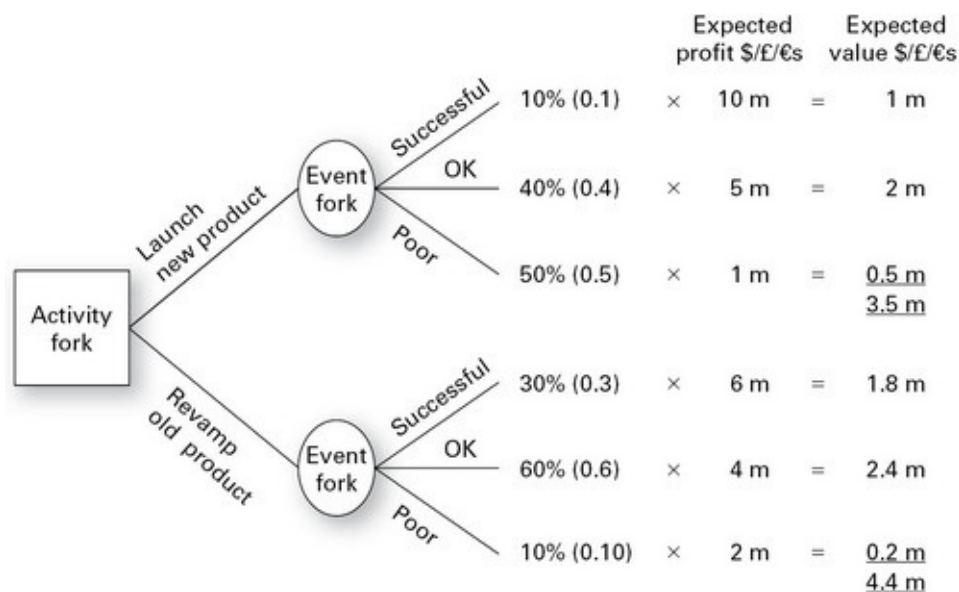 Expected Expected
profit $/£/€s value $/£/€s
Successful
10% (0.1) × 10 m = 1 m
Event
fork
OK
40% (0.4) × 5 m = 2 m
Launch
new product
Poor
50% (0.5) × 1 m = 0.5 m
3.5 m
Activity
fork
Successful
30% (0.3) × 6 m = 1.8 m
Revamp
old product
Event
fork
OK
60% (0.6) × 4 m = 2.4 m
Poor
10% (0.10) × 2 m = 0.2 m
4.4 m